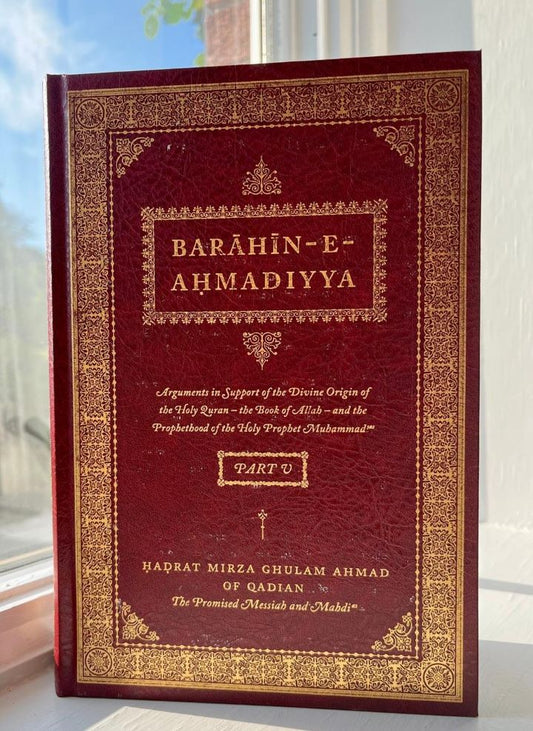 BARĀHĪN-E-
AḤMADIYYA
Arguments in Support of the Divine Origin of
the Holy Quran – the Book of Allah – and the
Prophethood of the Holy Prophet Muhammad
PART V
ḤAḌRAT MIRZA GHULAM AHMAD
OF QADIAN
The Promised Messiah and Mahdi as